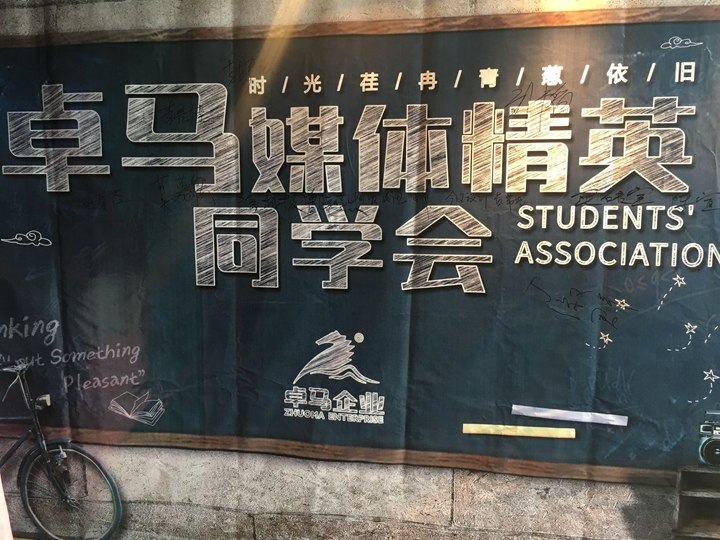 时/光/荏/冉/青/葱/依/旧
卓马媒体精英
同学会
STUDENTS'
ASSOCIATION
nking
Something
Pleasant"
卓马企业
ZHUOMA ENTERPRISE